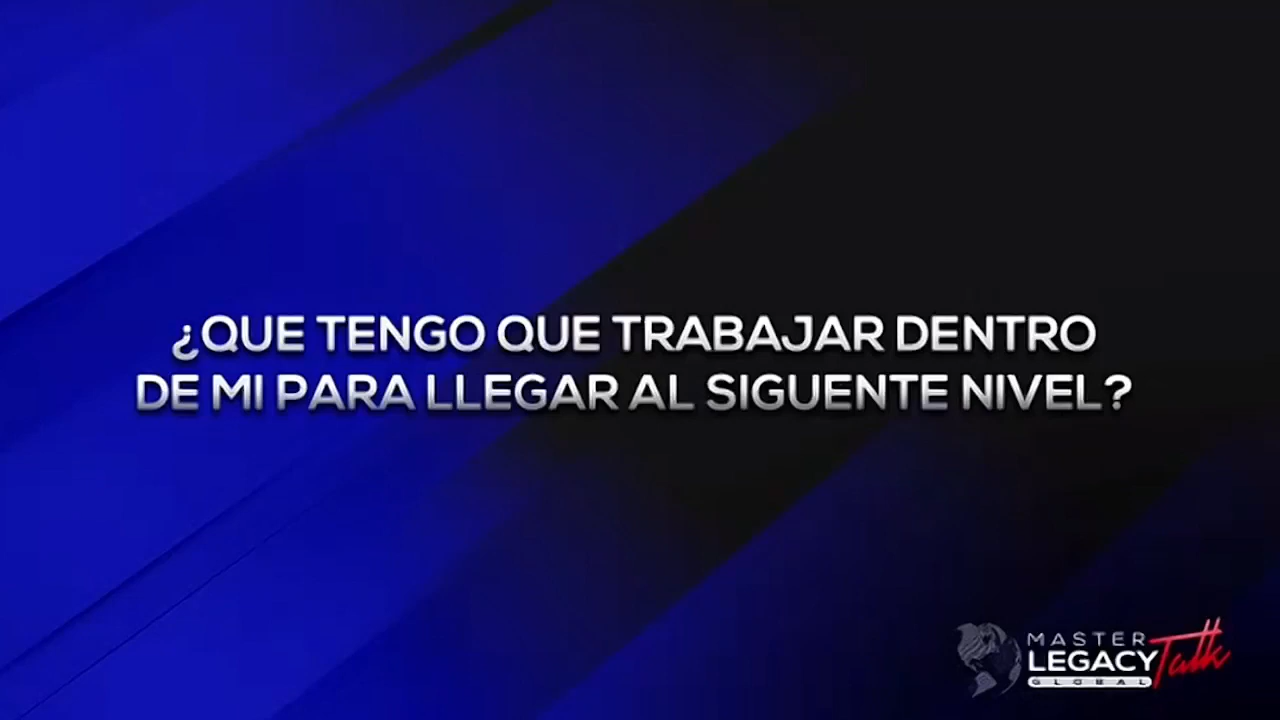 ¿QUE TENGO QUE TRABAJAR DENTRO
DE MI PARA LLEGAR AL SIGUENTE NIVEL?
MASTER
LEGACY Talk
GLOBAL